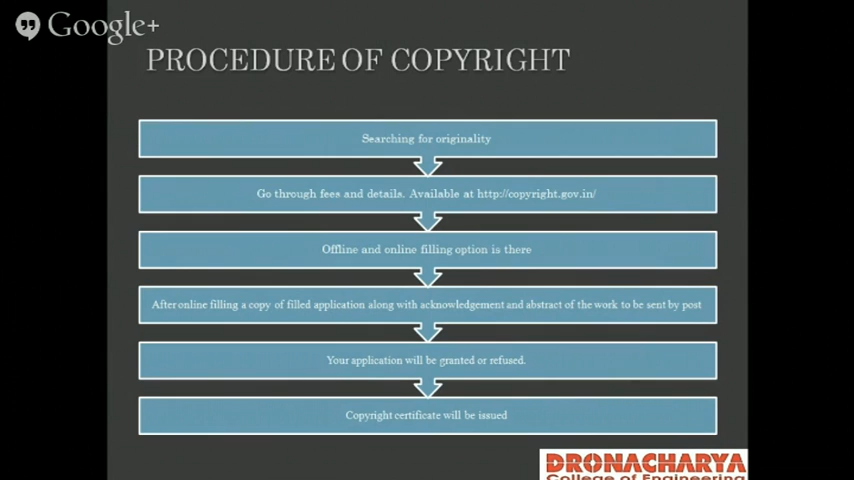 Google+
PROCEDURE OF COPYRIGHT
Searching for originality
Go through fees and details. Available at http://copyright.gov.in/
Offline and online filling option is there
After online filling a copy of filled application along with acknowledgement and abstract of the work to be sent by post
Your application will be granted or refused.
Copyright certificate will be issued
DRONACHARYA
College of Engineering